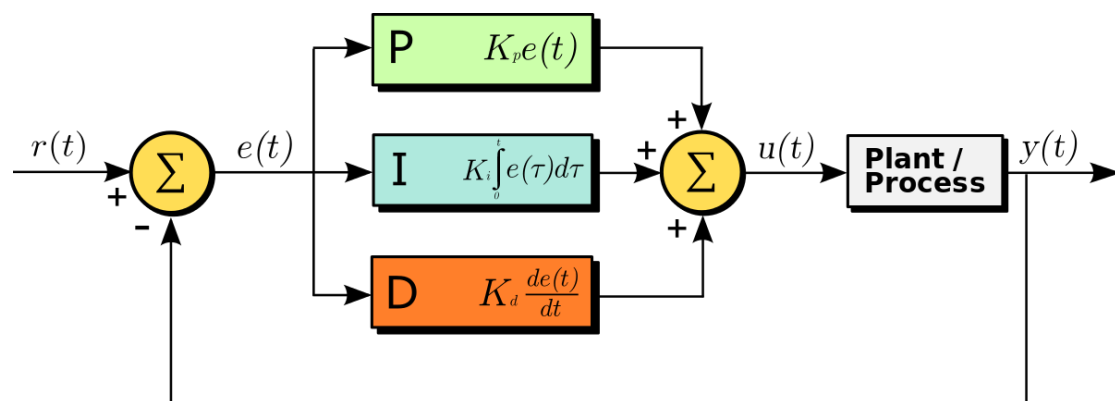 P K_p e(t)
r(t) + - Σ e(t)
I K_i ∫_0^t e(τ)dτ
D K_d de(t)/dt
+ + + Σ u(t)
Plant /
Process
y(t)